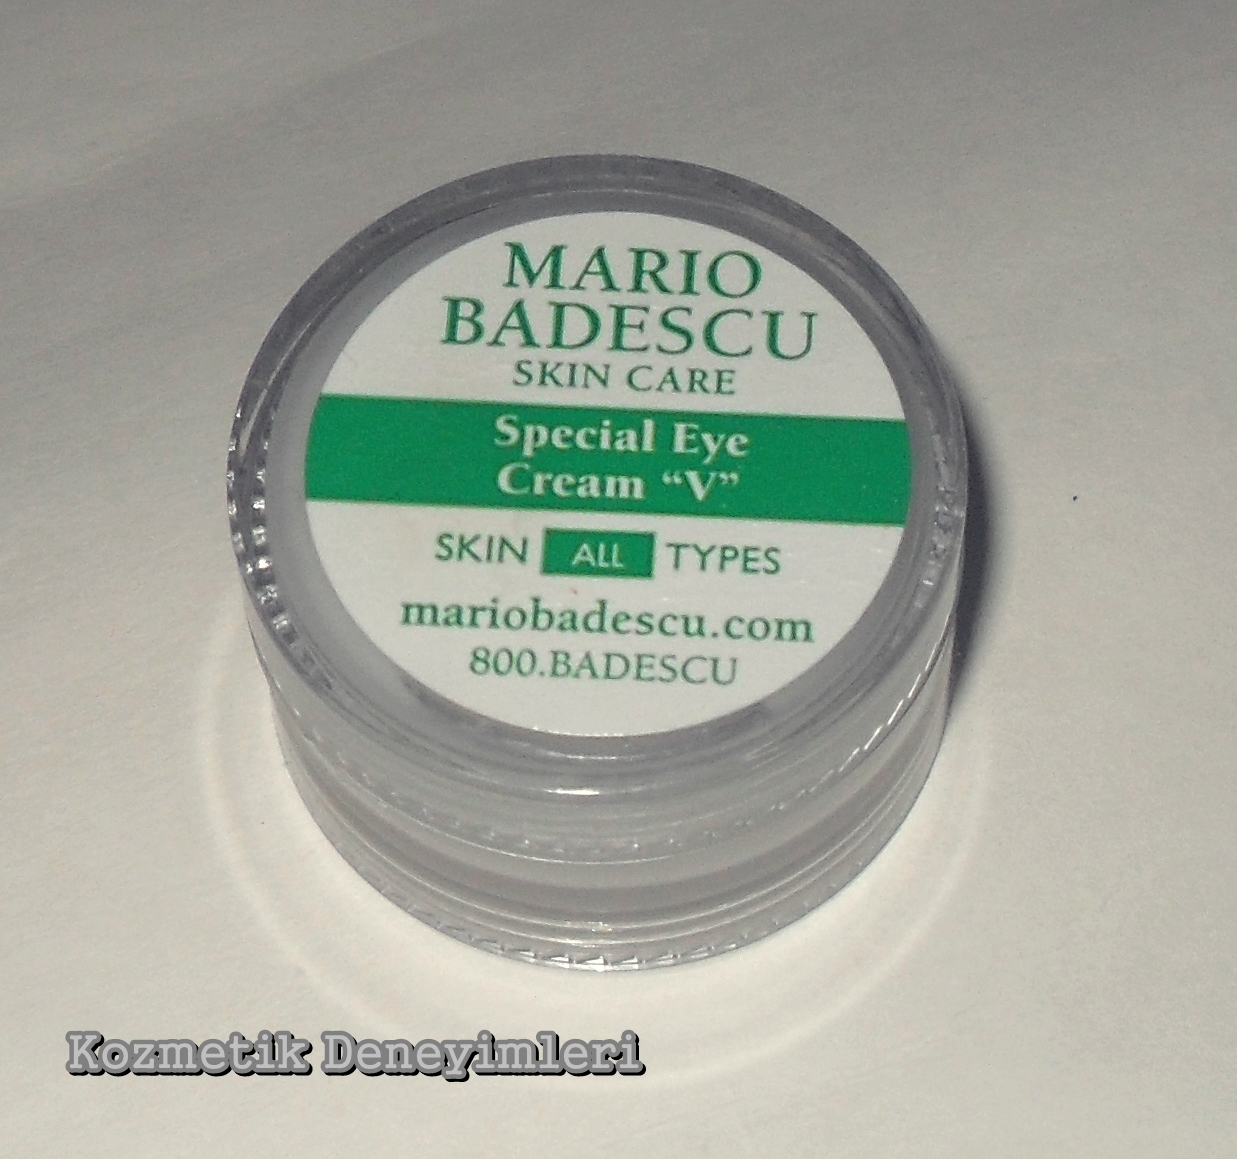 MARIO
BADESCU
SKIN CARE
Special Eye
Cream “V”
SKIN ALL TYPES
mariobadescu.com
800.BADESCU
Kozmetik Deneyimleri